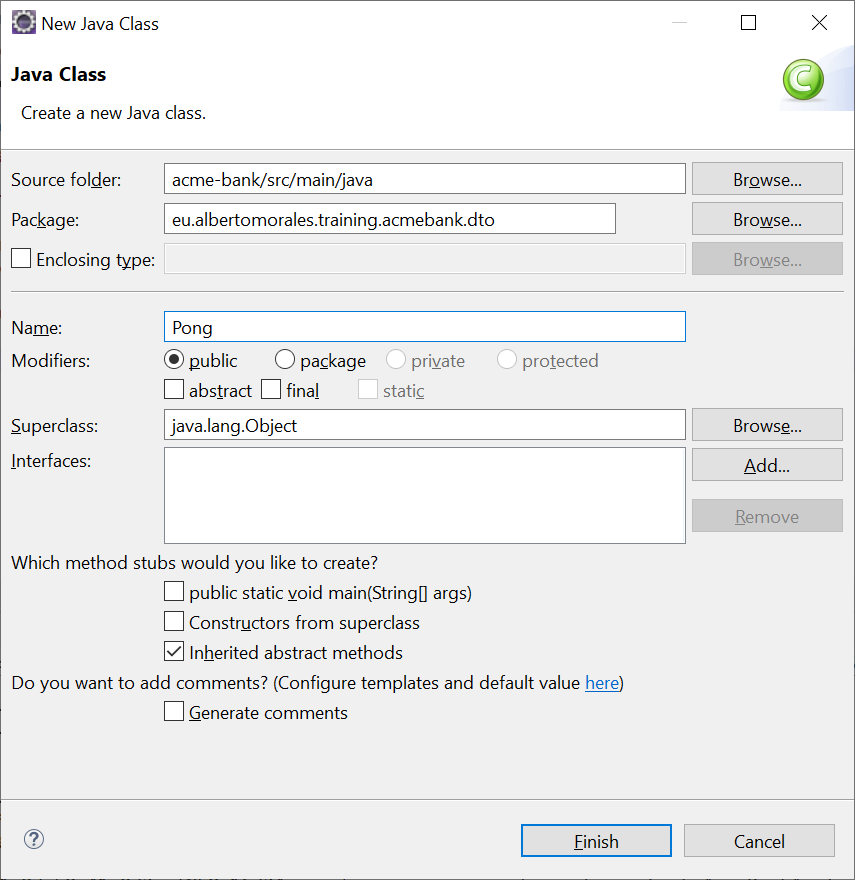 New Java Class
Java Class
Create a new Java class.
Source folder: acme-bank/src/main/java Browse...
Package: eu.albertomorales.training.acmebank.dto Browse...
Enclosing type: Browse...
Name: Pong
Modifiers: public package private protected
abstract final static
Superclass: java.lang.Object Browse...
Interfaces: Add...
Remove
Which method stubs would you like to create?
public static void main(String[] args)
Constructors from superclass
Inherited abstract methods
Do you want to add comments? (Configure templates and default value here)
Generate comments
? Finish Cancel